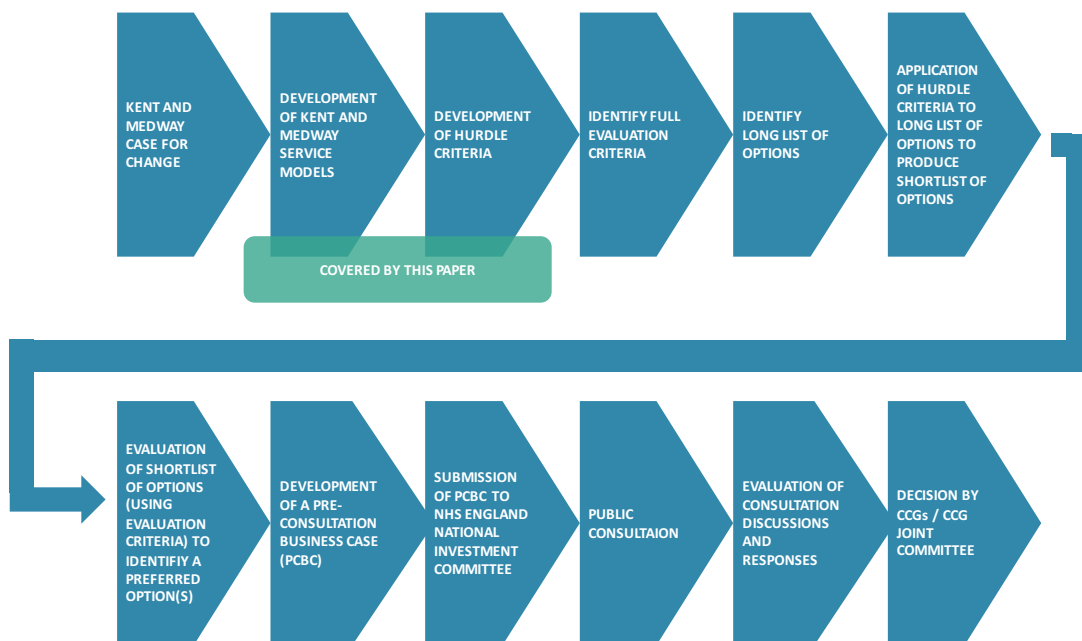 KENT AND
MEDWAY
CASE FOR
CHANGE
DEVELOPMENT
OF KENT AND
MEDWAY
SERVICE
MODELS
DEVELOPMENT
OF HURDLE
CRITERIA
IDENTIFY FULL
EVALUATION
CRITERIA
IDENTIFY
LONG LIST OF
OPTIONS
APPLICATION
OF HURDLE
CRITERIA TO
LONG LIST OF
OPTIONS TO
PRODUCE
SHORTLIST OF
OPTIONS
COVERED BY THIS PAPER
EVALUATION
OF SHORTLIST
OF OPTIONS
(USING
EVALUATION
CRITERIA) TO
IDENTIFIY A
PREFERRED
OPTION(S)
DEVELOPMENT
OF A PRE-
CONSULTATION
BUSINESS CASE
(PCBC)
SUBMISSION
OF PCBC TO
NHS ENGLAND
NATIONAL
INVESTMENT
COMMITTEE
PUBLIC
CONSULTAION
EVALUATION OF
CONSULTATION
DISCUSSIONS
AND
RESPONSES
DECISION BY
CCGs / CCG
JOINT
COMMITTEE